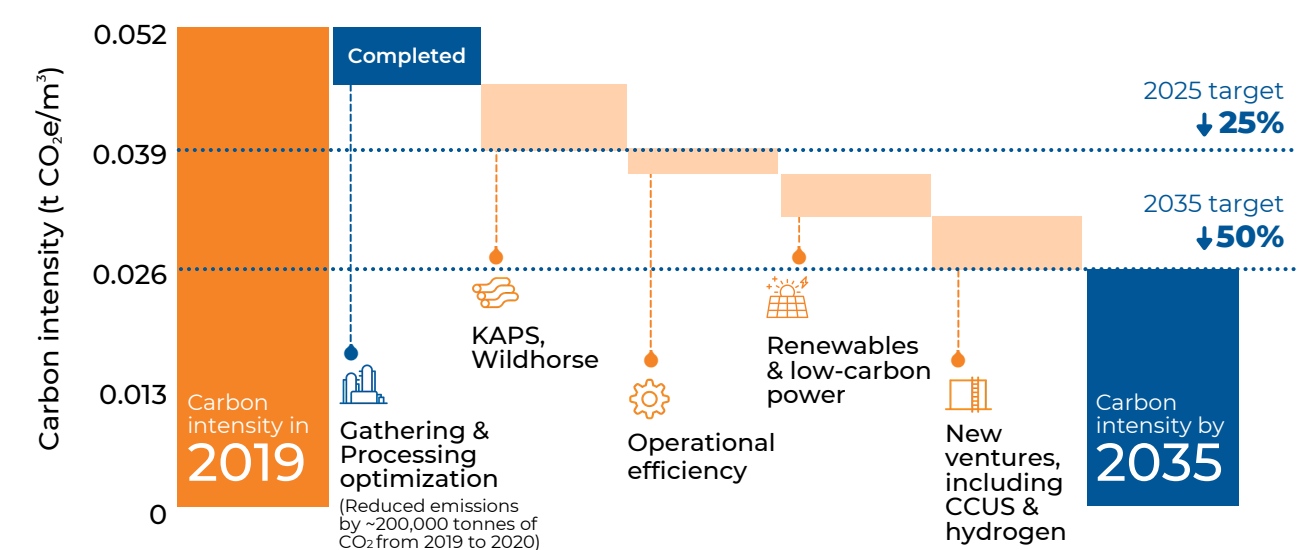 Carbon intensity (t CO₂e/m³)
0.052
0.039
0.026
0.013
0
Completed
2025 target
↓ 25%
2035 target
↓ 50%
Carbon
intensity in
2019
Gathering &
Processing
optimization
(Reduced emissions
by ~200,000 tonnes of
CO₂ from 2019 to 2020)
KAPS,
Wildhorse
Operational
efficiency
Renewables
& low-carbon
power
New
ventures,
including
CCUS &
hydrogen
Carbon
intensity by
2035